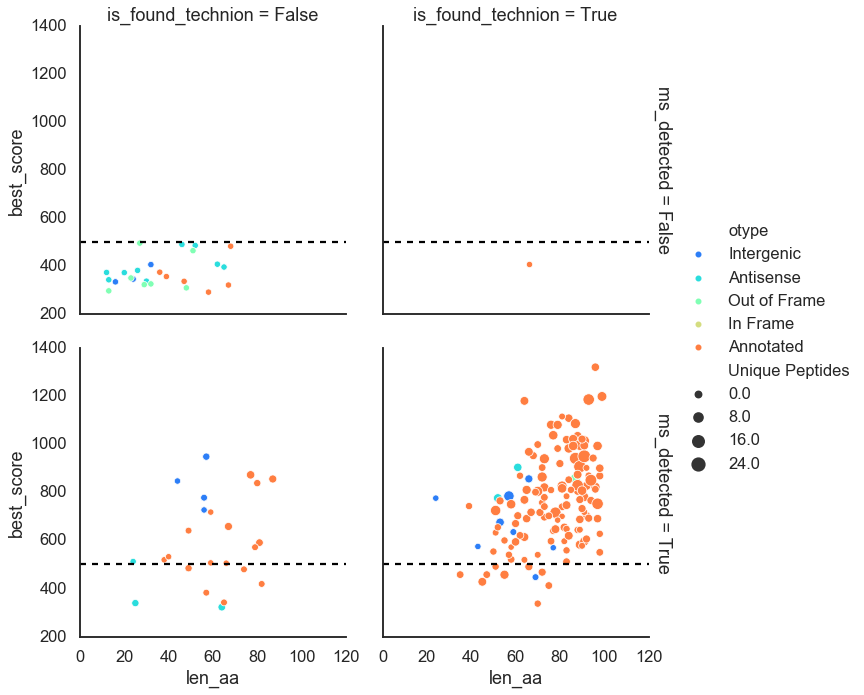 is_found_technion = False
is_found_technion = True
1400
1200
1000
800
600
400
200
best_score
ms_detected = False
otype
Intergenic
Antisense
Out of Frame
In Frame
Annotated
Unique Peptides
0.0
8.0
16.0
24.0
1400
1200
1000
800
600
400
200
best_score
ms_detected = True
0 20 40 60 80 100 120
0 20 40 60 80 100 120
len_aa
len_aa